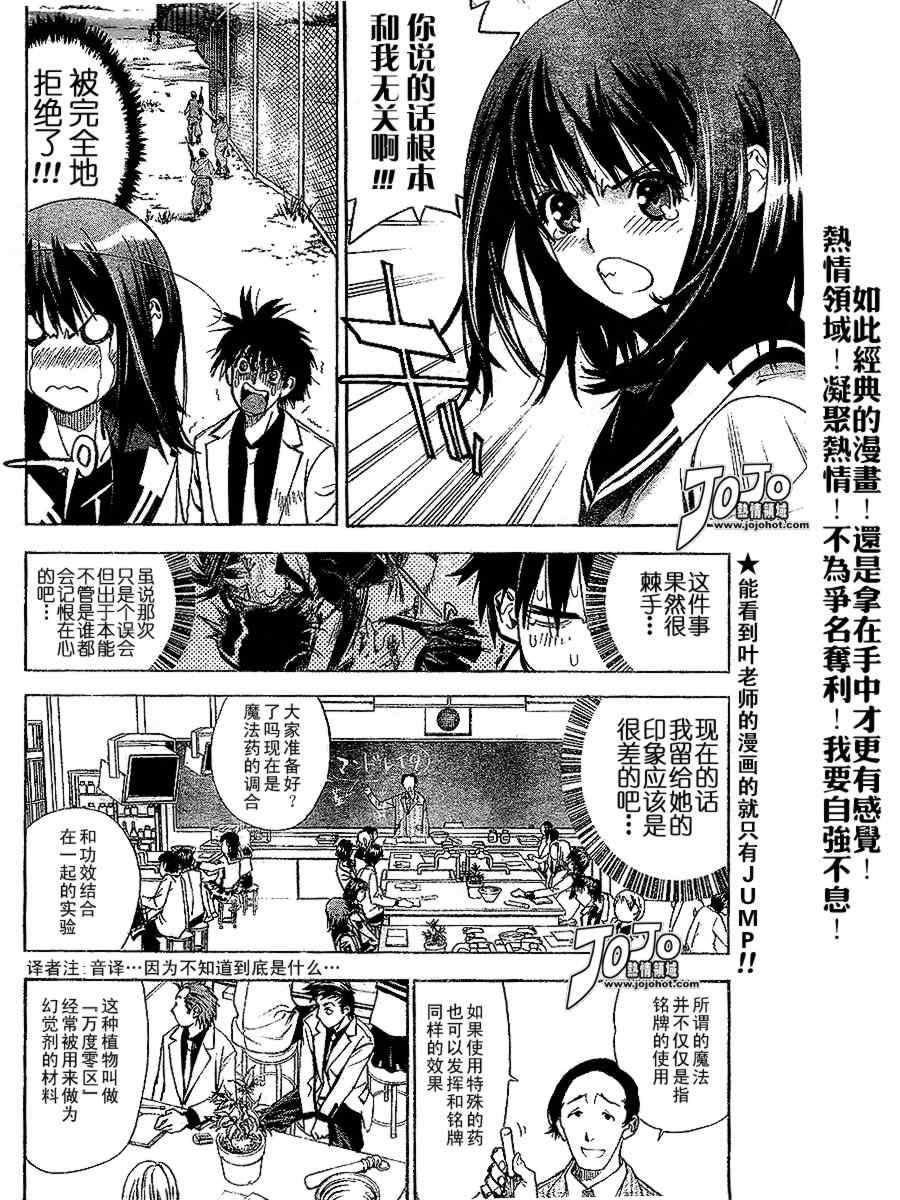 你说的话根本
和我无关啊!!!
被完全地
拒绝了!!!
这件事
果然很
棘手…
虽说那次
只是个误会
但出于本能
不管是谁都
会记恨在心
的吧…
现在的话
我留给她的
印象应该是
很差的吧…
大家准备好?
了吗现在是
魔法药的调合
和功效结合
在一起的实验
译者注:音译…因为不知道到底是什么…
所谓的魔法
并不仅仅是指
铭牌的使用
如果使用特殊的药
也可以发挥和铭牌
同样的效果
这种植物叫做
「万度零区」
经常被用来做为
幻觉剂的材料
★能看到叶老师的漫画的就只有JUMP!!
如此經典的漫畫！還是拿在手中才更有感覺！
熱情領域！凝聚熱情！不為爭名奪利！我要自強不息！
JOJO
熱情領域
www.jojohot.com
JOJO
熱情領域
www.jojohot.com